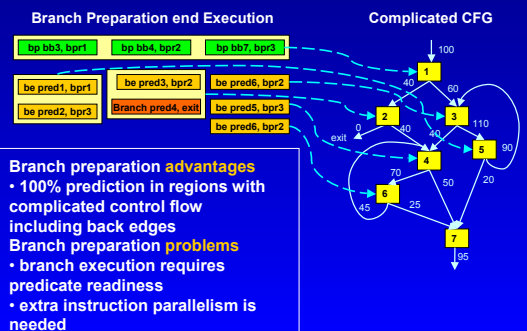 Branch Preparation end Execution
Complicated CFG
bp bb3, bpr1
bp bb4, bpr2
bp bb7, bpr3
be pred1, bpr1
be pred2, bpr3
be pred3, bpr2
Branch pred4, exit
be pred6, bpr2
be pred5, bpr3
be pred6, bpr2
100
1
40
60
2
3
0
exit
40
40
110
4
5
90
70
50
20
6
45
25
7
95
Branch preparation advantages
• 100% prediction in regions with
complicated control flow
including back edges
Branch preparation problems
• branch execution requires
predicate readiness
• extra instruction parallelism is
needed